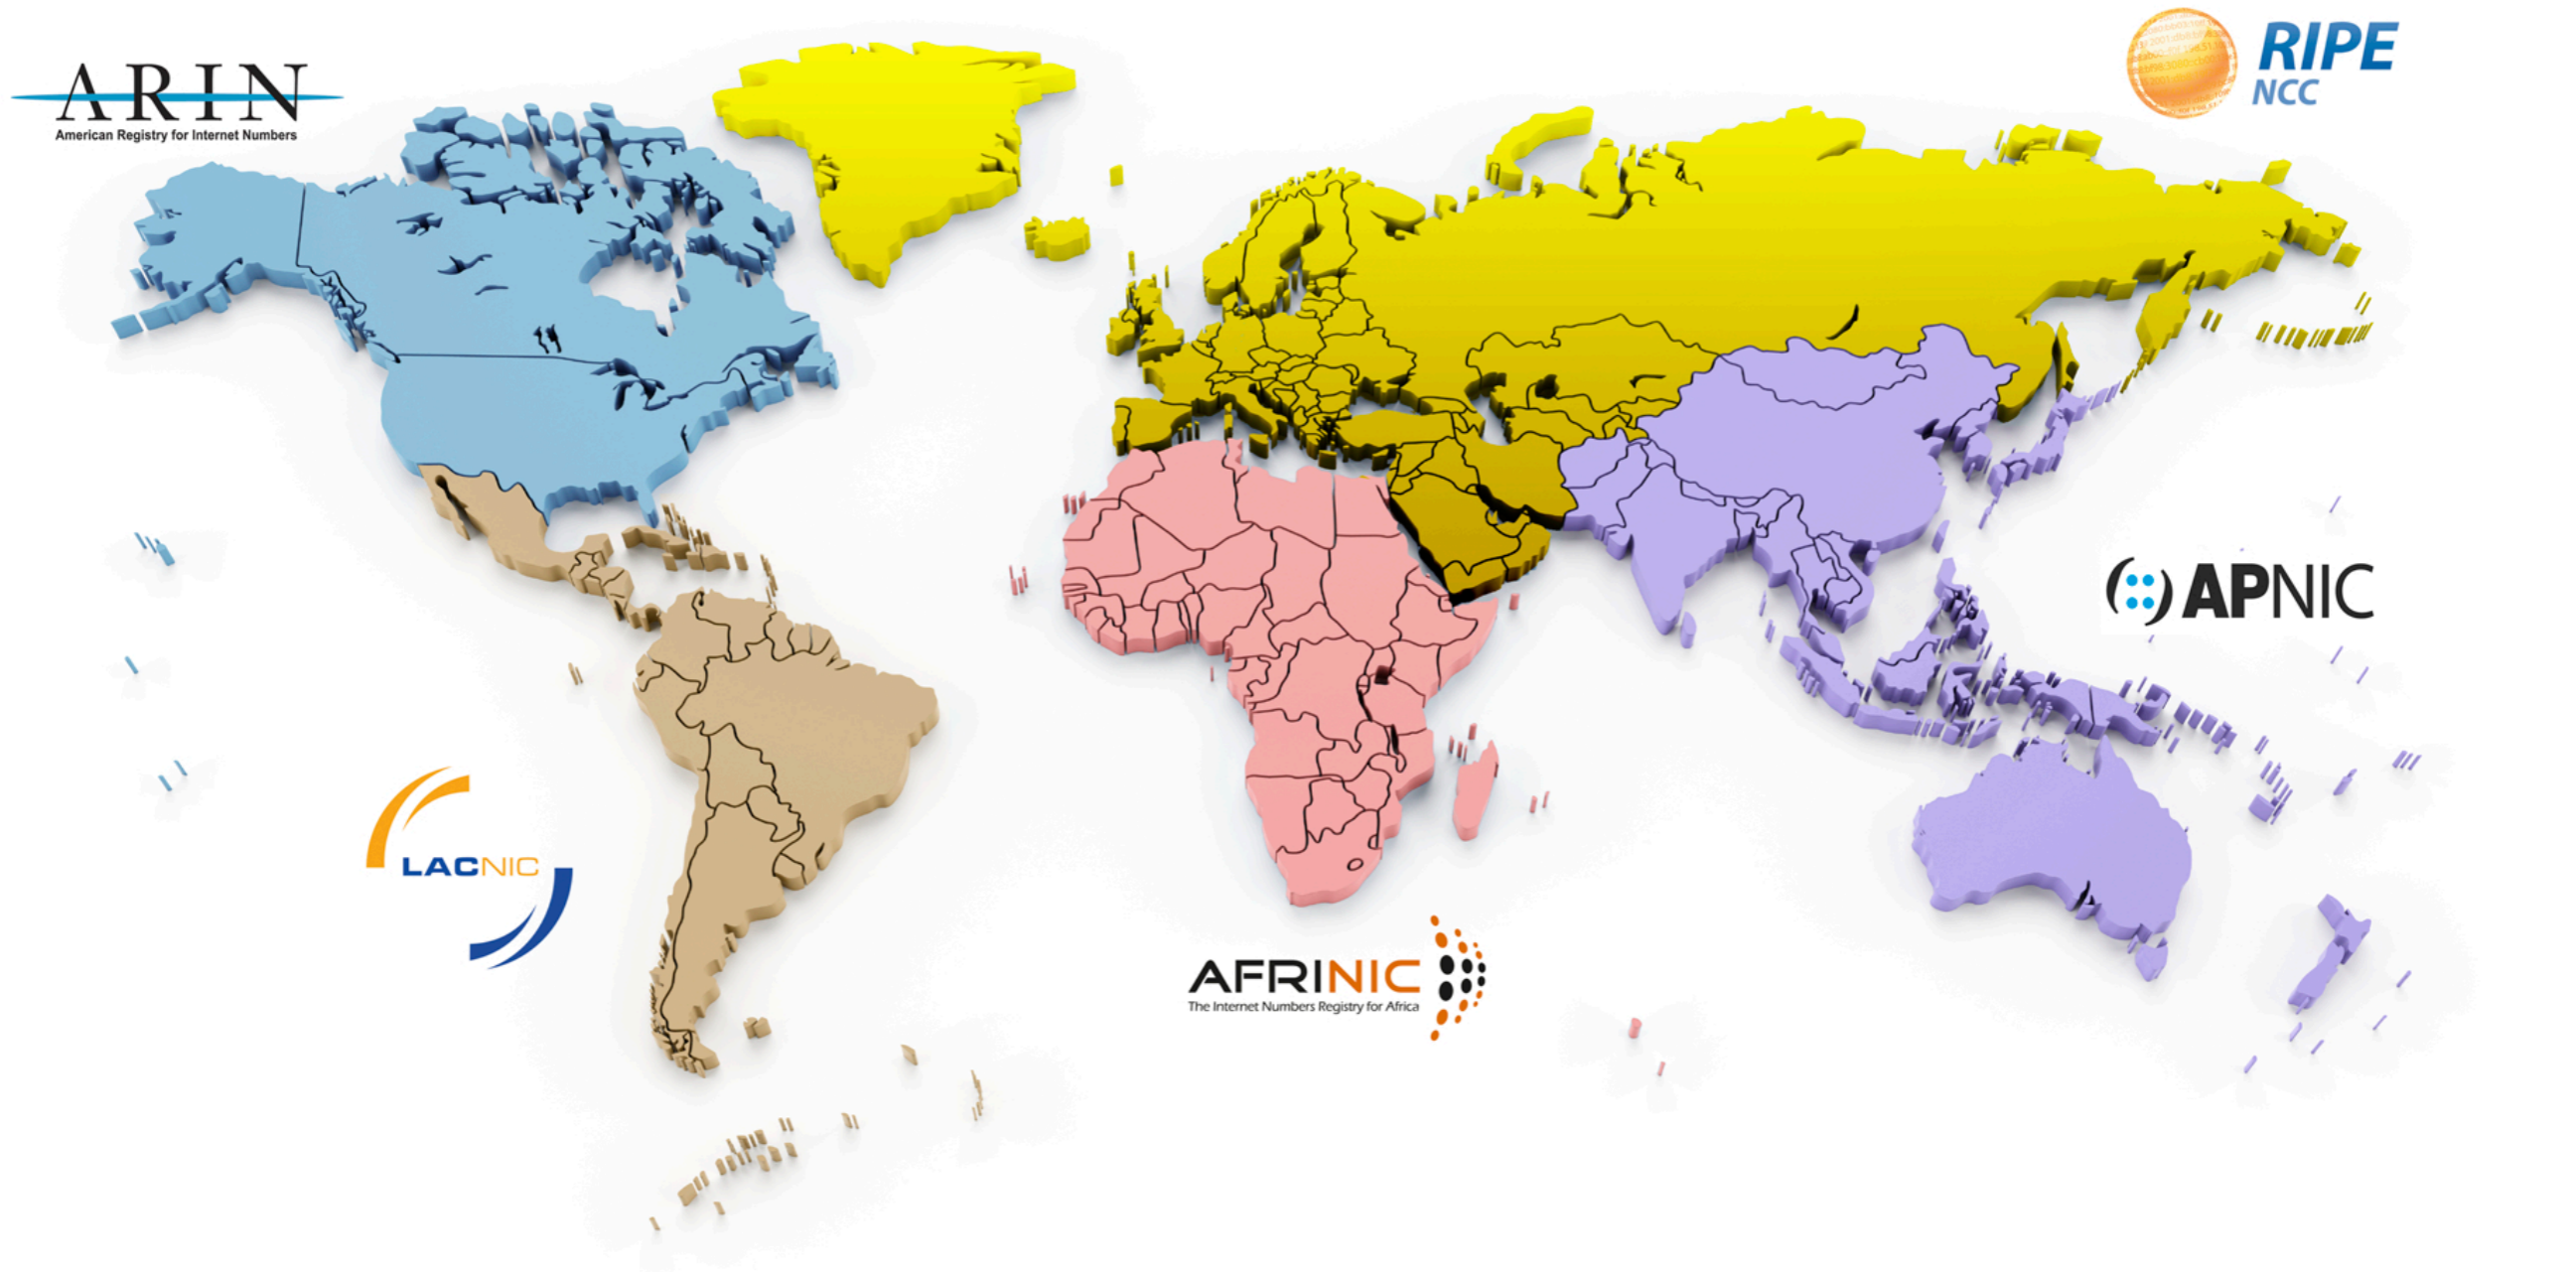 ARIN
American Registry for Internet Numbers
RIPE
NCC
APNIC
LACNIC
AFRINIC
The Internet Numbers Registry for Africa